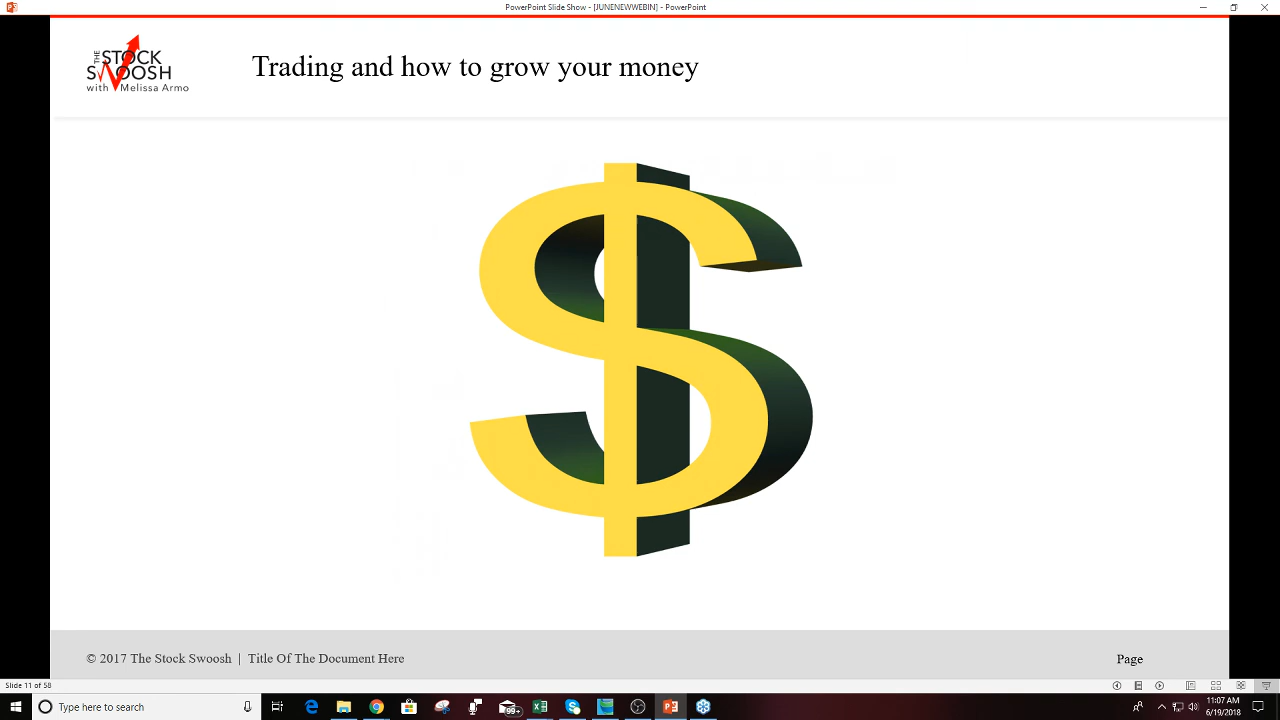 PowerPoint Slide Show - [JUNENEWWEBIN] - PowerPoint
THE STOCK
SWOOSH
with Melissa Armo
Trading and how to grow your money
© 2017 The Stock Swoosh | Title Of The Document Here
Page
Slide 11 of 58
Type here to search
99+
11:07 AM
6/19/2018